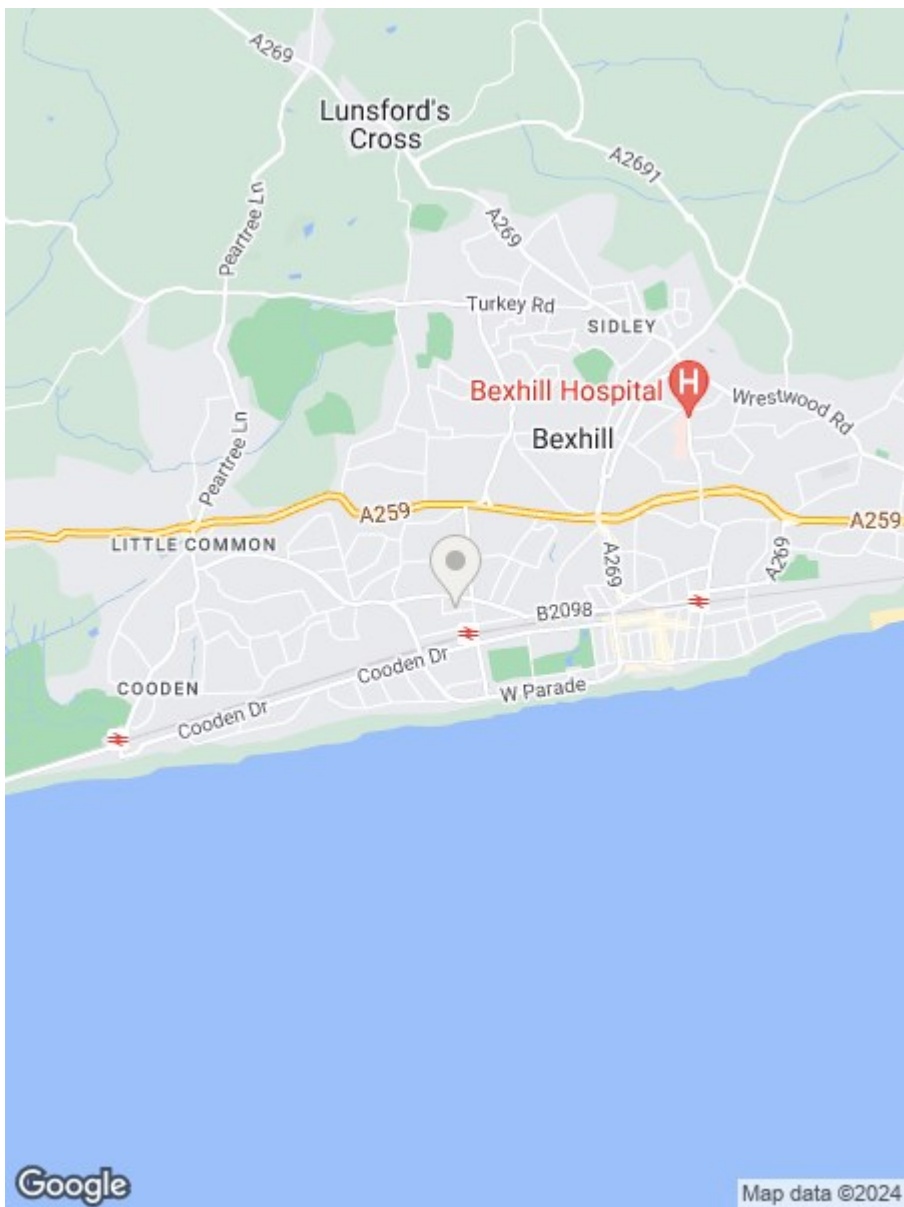 A269
Lunsford's
Cross
A2691
Peartree Ln
A269
Turkey Rd
SIDLEY
Bexhill Hospital
H
Wrestwood Rd
Bexhill
Peartree Ln
A259
A259
LITTLE COMMON
A269
A269
B2098
Cooden Dr
COODEN
W Parade
Cooden Dr
Google
Map data ©2024